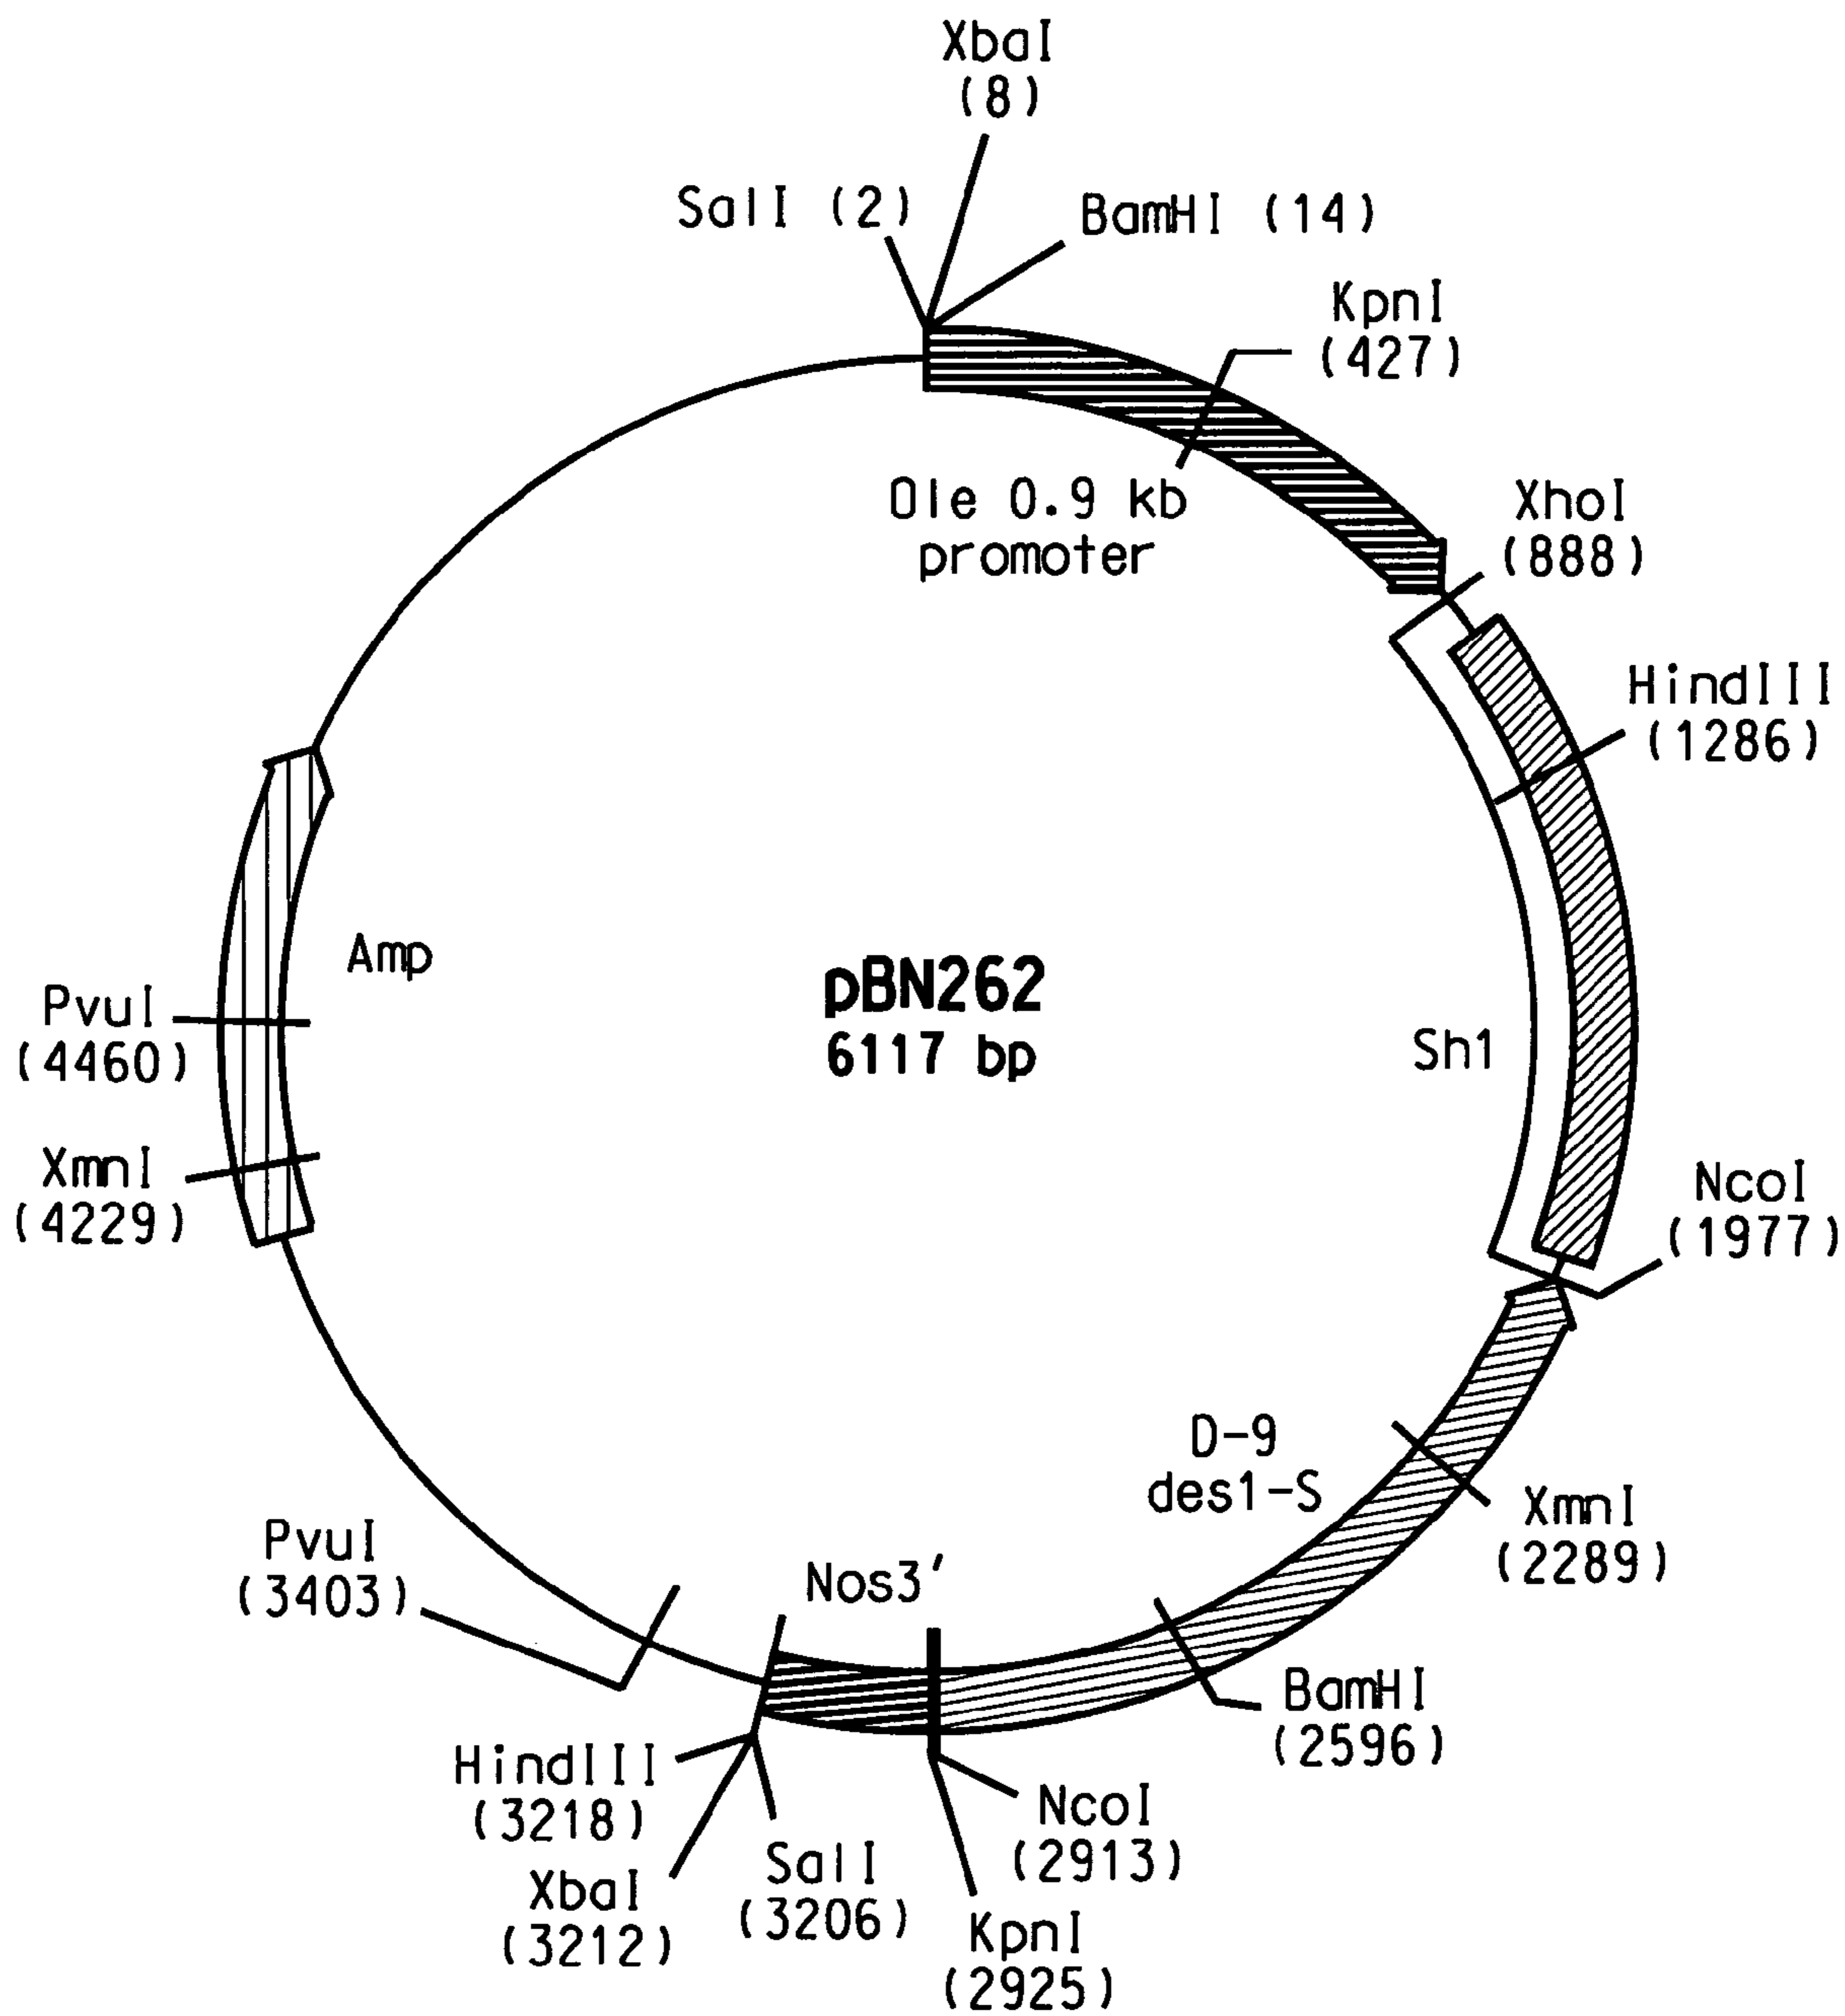 XbaI
(8)
SalI (2)
BamHI (14)
KpnI
(427)
Ole 0.9 kb
promoter
XhoI
(888)
HindIII
(1286)
Amp
pBN262
6117 bp
PvuI
(4460)
Sh1
XmnI
(4229)
NcoI
(1977)
D-9
des1-S
XmnI
(2289)
PvuI
(3403)
Nos3′
BamHI
(2596)
HindIII
(3218)
NcoI
(2913)
SalI
(3206)
XbaI
(3212)
KpnI
(2925)